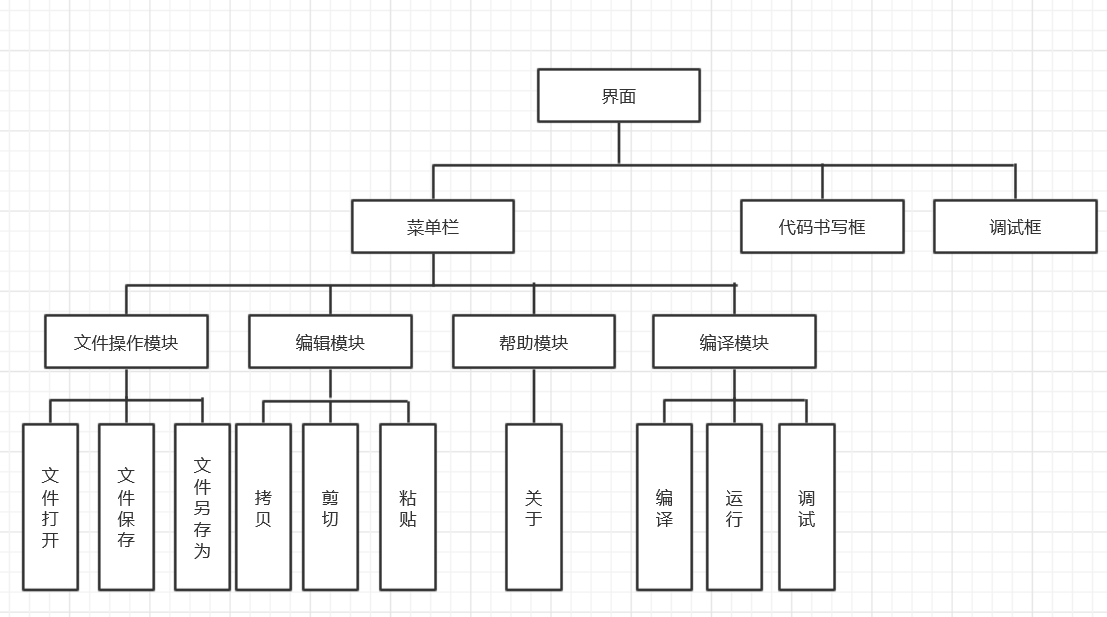 界面
菜单栏
代码书写框
调试框
文件操作模块
编辑模块
帮助模块
编译模块
文件打开
文件保存
文件另存为
拷贝
剪切
粘贴
关于
编译
运行
调试